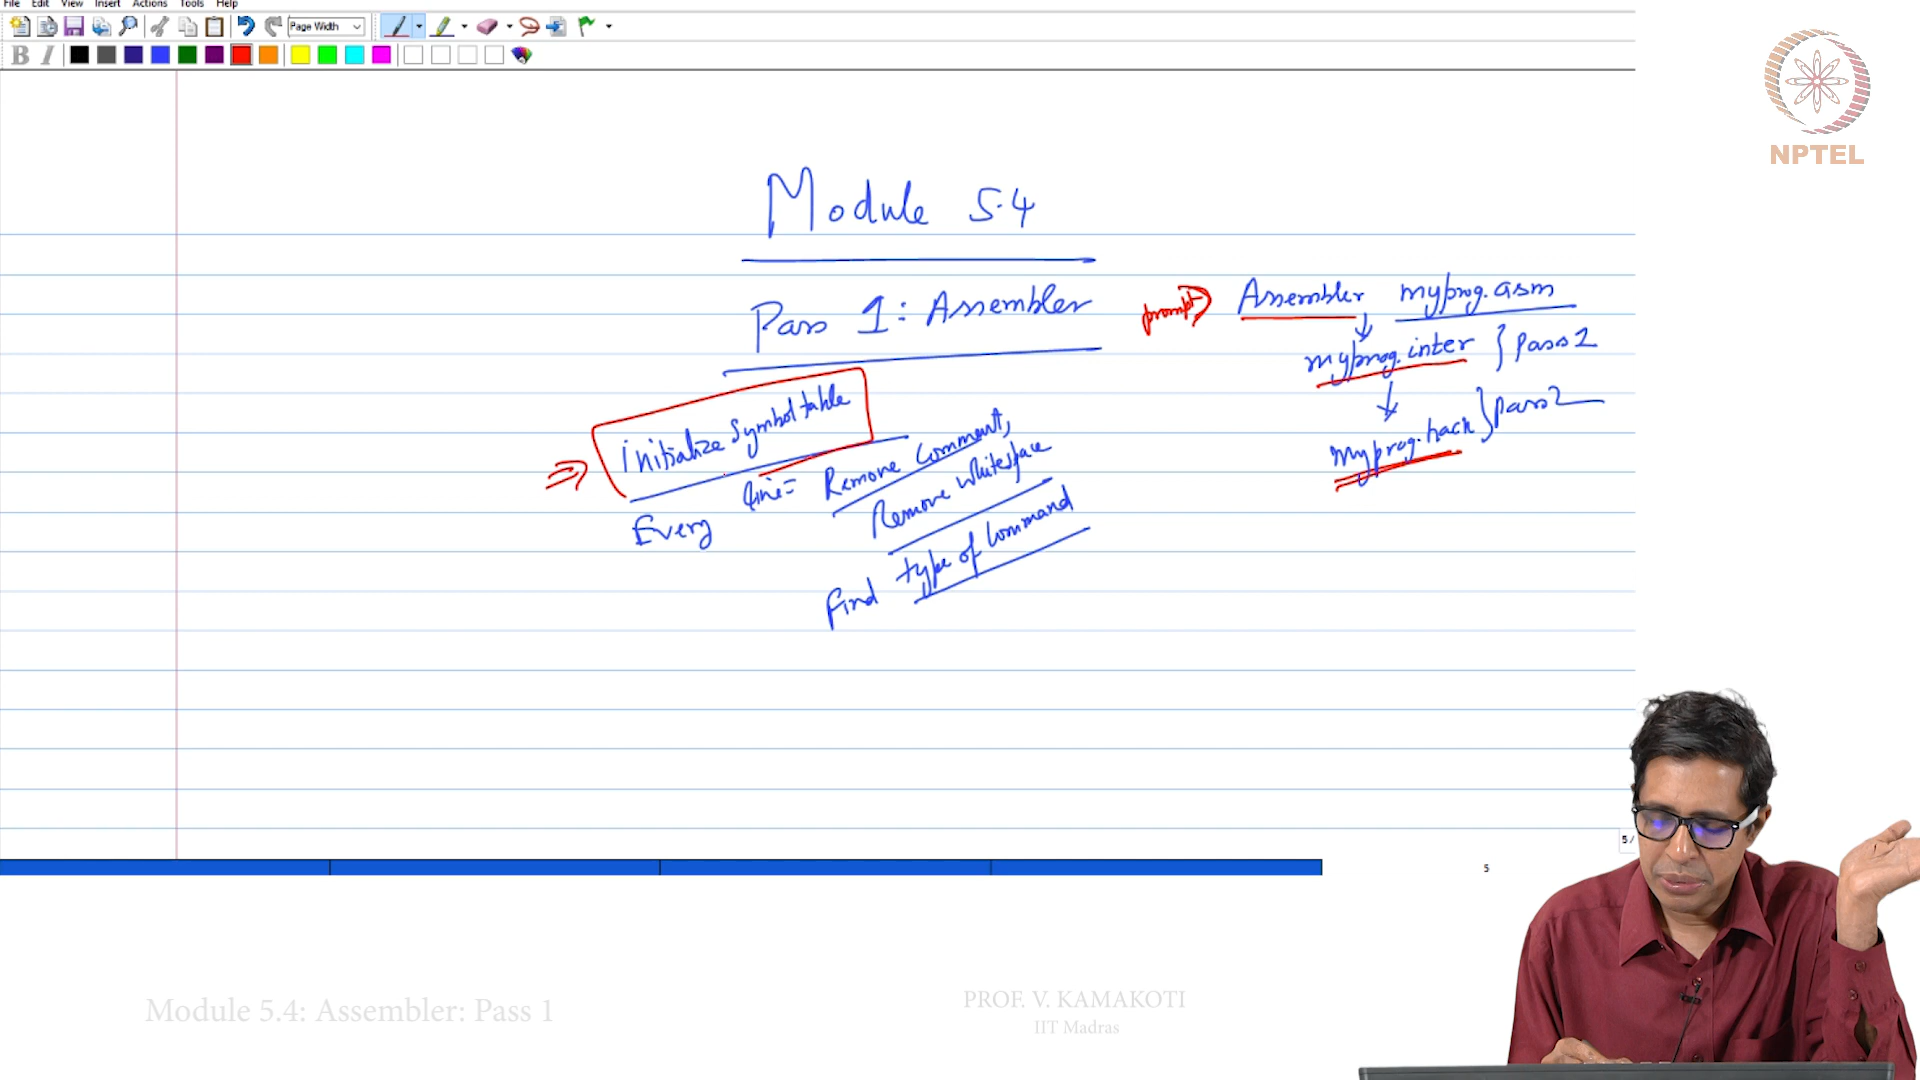 File Edit View Insert Actions Tools Help
Page Width
B I
NPTEL
Module 5.4
Pass 1: Assembler
prompt> Assembler myprog.asm
myprog.inter } Pass 2
myprog.hack } Pass 2
Initialize Symbol table
Every line = Remove Comment,
Remove Whitespace
Find type of Command
5/
5
Module 5.4: Assembler: Pass 1
PROF. V. KAMAKOTI
IIT Madras